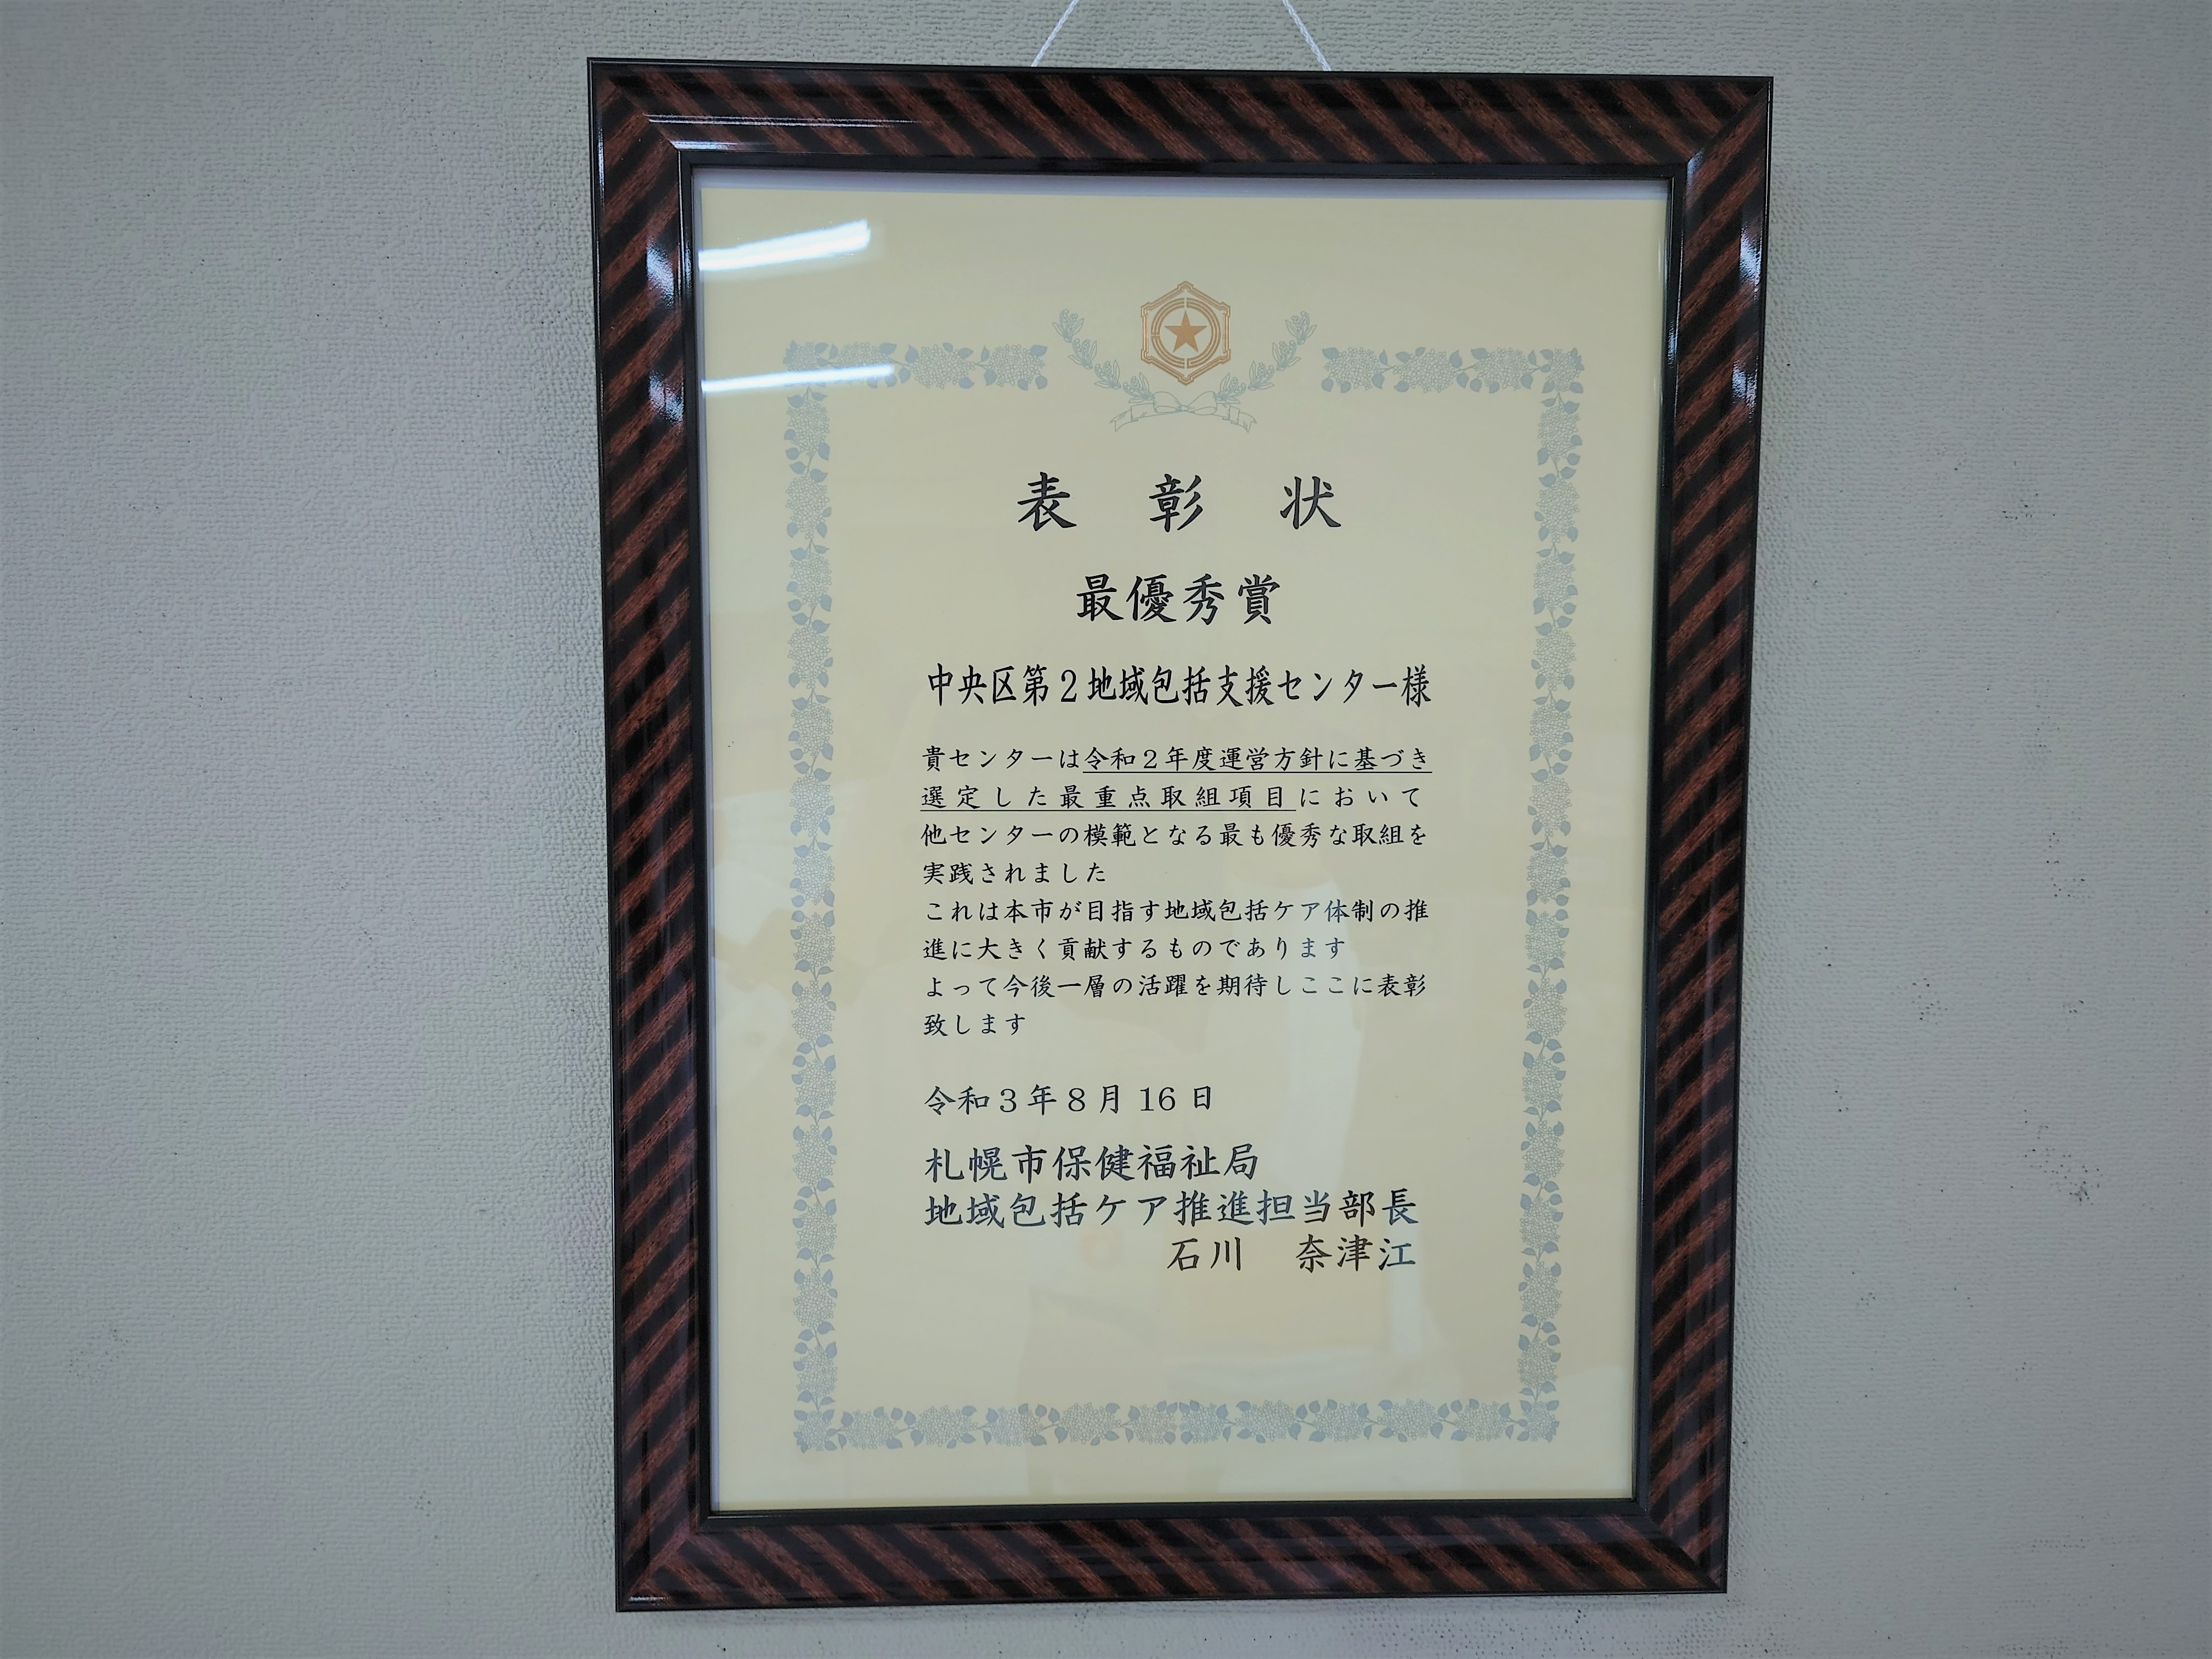 表彰状
最優秀賞
中央区第2地域包括支援センター様
貴センターは令和2年度運営方針に基づき
選定した最重点取組項目において
他センターの模範となる最も優秀な取組を
実践されました
これは本市が目指す地域包括ケア体制の推
進に大きく貢献するものであります
よって今後一層の活躍を期待しここに表彰
致します
令和3年8月16日
札幌市保健福祉局
地域包括ケア推進担当部長
石川 奈津江